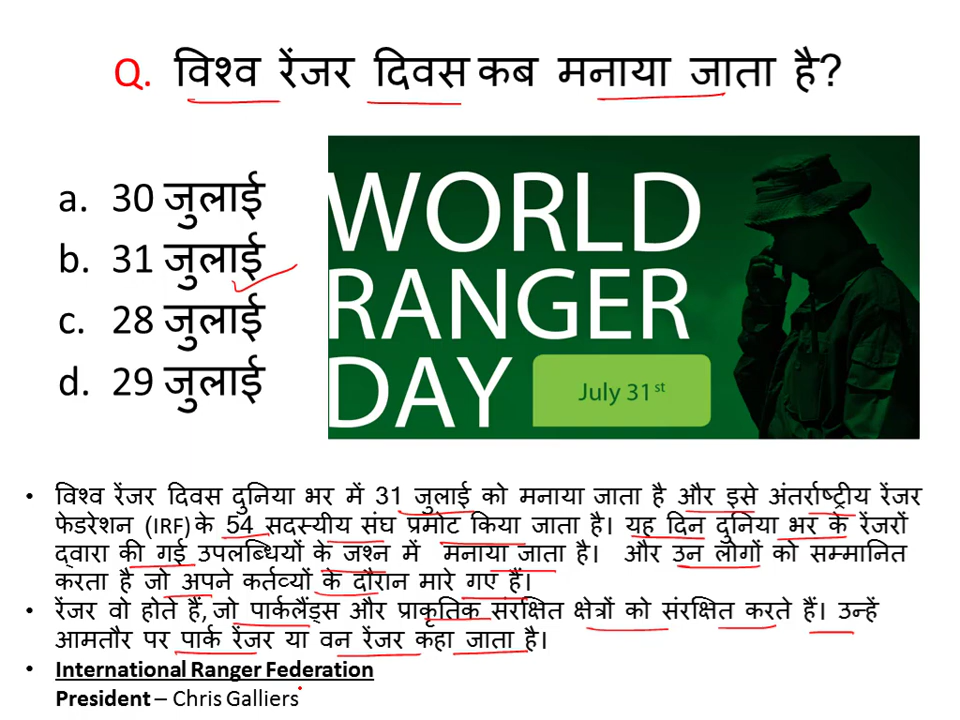 Q. विश्व रेंजर दिवस कब मनाया जाता है?
a. 30 जुलाई
b. 31 जुलाई
c. 28 जुलाई
d. 29 जुलाई
WORLD
RANGER
DAY
July 31st
• विश्व रेंजर दिवस दुनिया भर में 31 जुलाई को मनाया जाता है और इसे अंतर्राष्ट्रीय रेंजर
फेडरेशन (IRF) के 54 सदस्यीय संघ प्रमोट किया जाता है। यह दिन दुनिया भर के रेंजरों
द्वारा की गई उपलब्धियों के जश्न में मनाया जाता है। और उन लोगों को सम्मानित
करता है जो अपने कर्तव्यों के दौरान मारे गए हैं।
• रेंजर वो होते हैं, जो पार्कलैंड्स और प्राकृतिक संरक्षित क्षेत्रों को संरक्षित करते हैं। उन्हें
आमतौर पर पार्क रेंजर या वन रेंजर कहा जाता है।
• International Ranger Federation
President – Chris Galliers